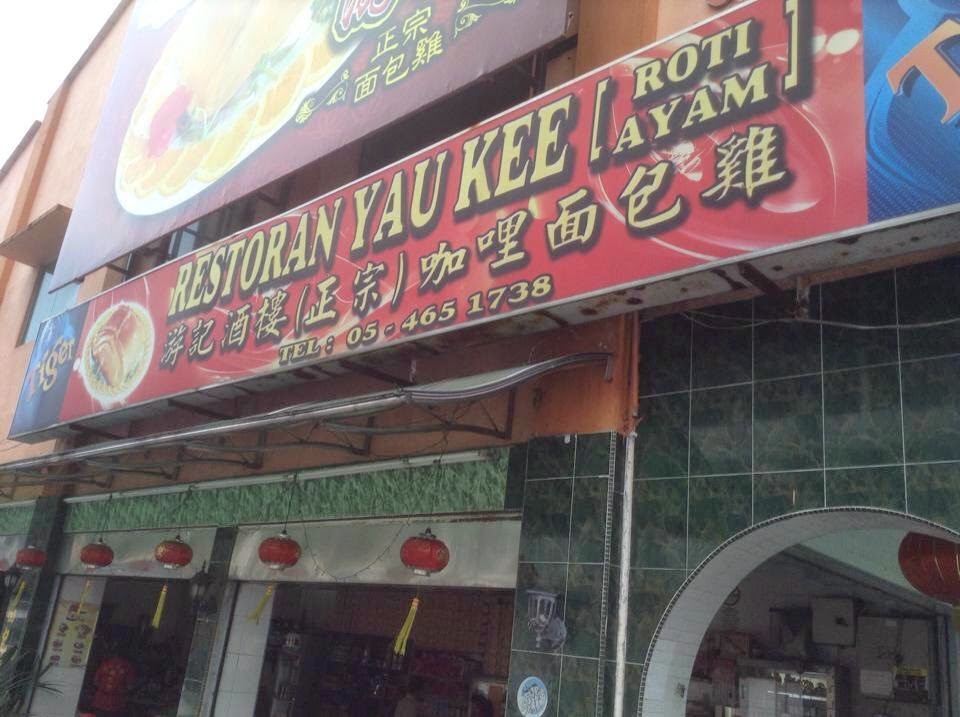 正宗
面包雞
RESTORAN YAU KEE [ROTI AYAM]
游記酒樓(正宗)咖哩面包雞
TEL : 05 - 465 1738
Tiger
T